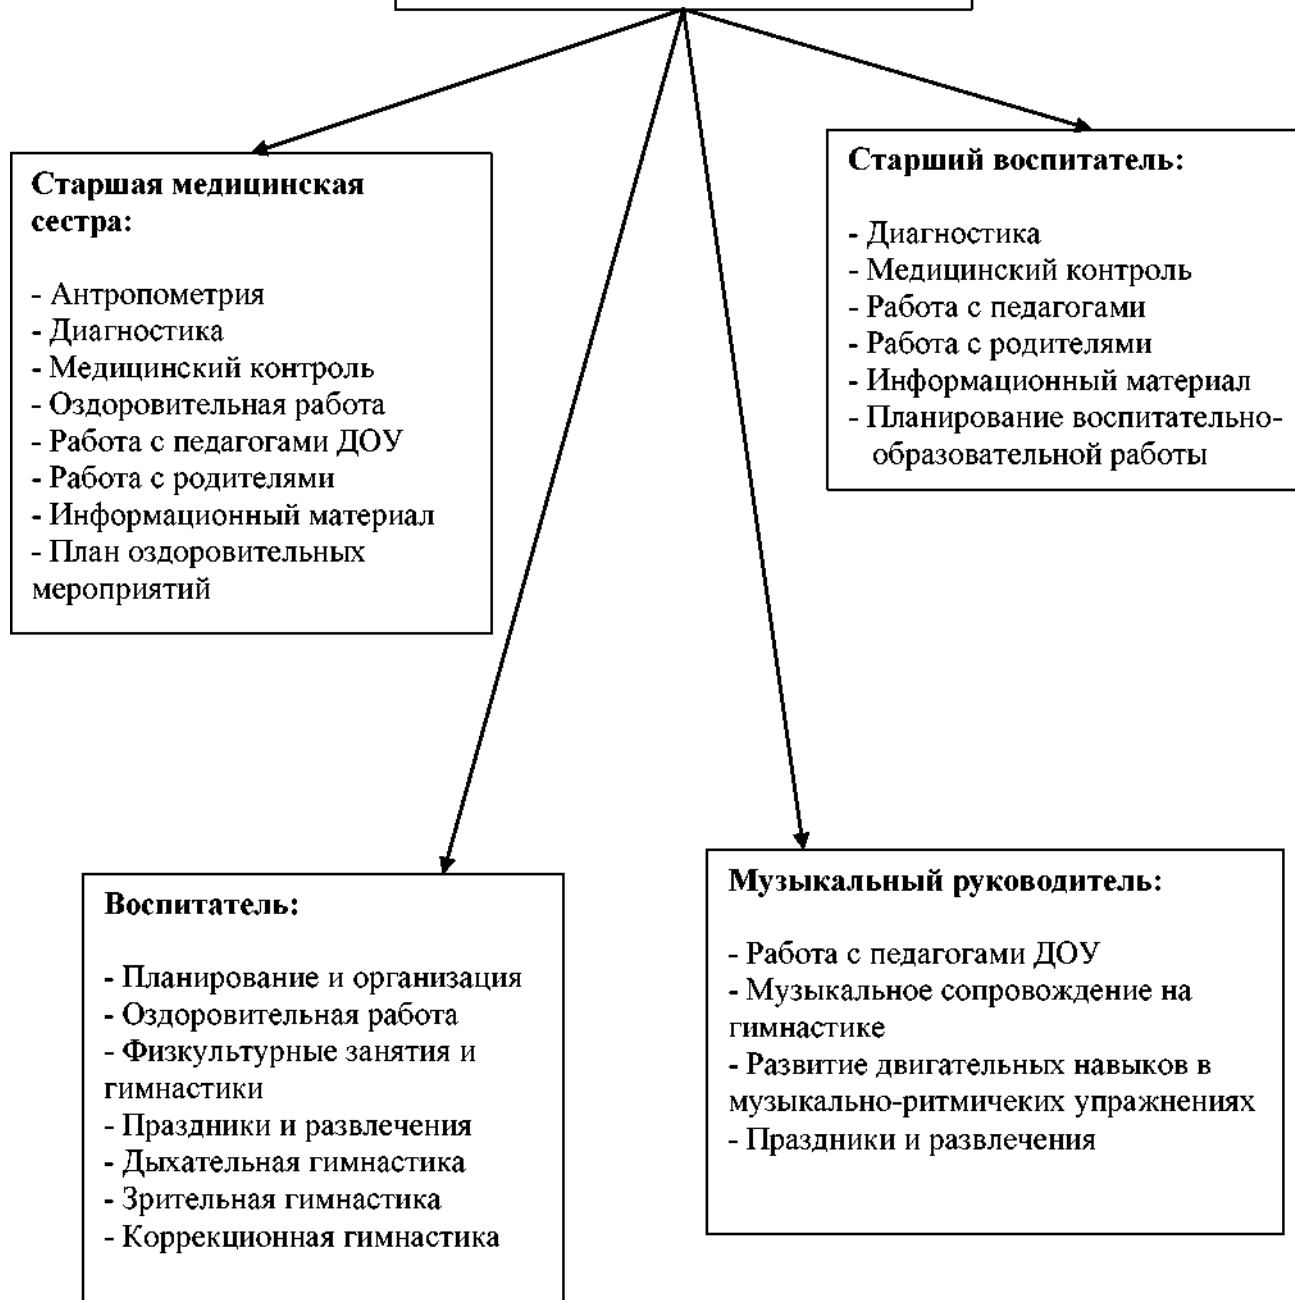 Старшая медицинская
сестра:
- Антропометрия
- Диагностика
- Медицинский контроль
- Оздоровительная работа
- Работа с педагогами ДОУ
- Работа с родителями
- Информационный материал
- План оздоровительных
мероприятий
Старший воспитатель:
- Диагностика
- Медицинский контроль
- Работа с педагогами
- Работа с родителями
- Информационный материал
- Планирование воспитательно-
образовательной работы
Воспитатель:
- Планирование и организация
- Оздоровительная работа
- Физкультурные занятия и
гимнастики
- Праздники и развлечения
- Дыхательная гимнастика
- Зрительная гимнастика
- Коррекционная гимнастика
Музыкальный руководитель:
- Работа с педагогами ДОУ
- Музыкальное сопровождение на
гимнастике
- Развитие двигательных навыков в
музыкально-ритмичеких упражнениях
- Праздники и развлечения